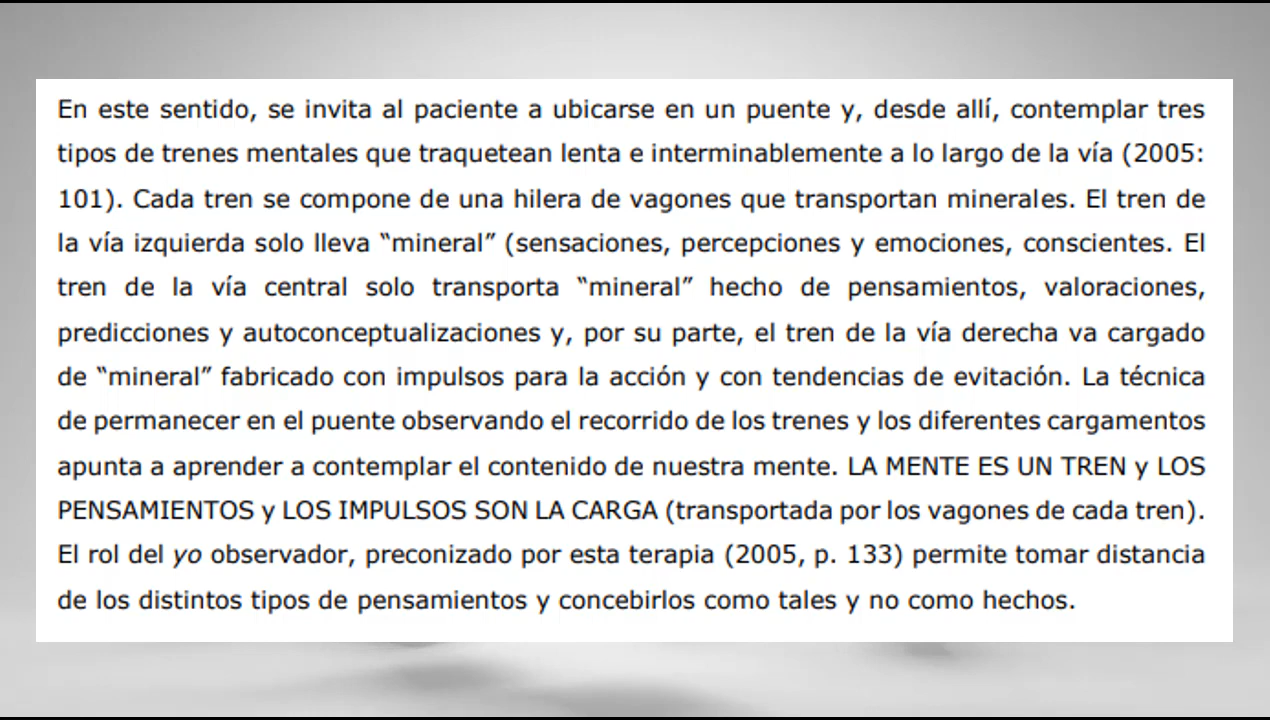 En este sentido, se invita al paciente a ubicarse en un puente y, desde allí, contemplar tres
tipos de trenes mentales que traquetean lenta e interminablemente a lo largo de la vía (2005:
101). Cada tren se compone de una hilera de vagones que transportan minerales. El tren de
la vía izquierda solo lleva “mineral” (sensaciones, percepciones y emociones, conscientes. El
tren de la vía central solo transporta “mineral” hecho de pensamientos, valoraciones,
predicciones y autoconceptualizaciones y, por su parte, el tren de la vía derecha va cargado
de “mineral” fabricado con impulsos para la acción y con tendencias de evitación. La técnica
de permanecer en el puente observando el recorrido de los trenes y los diferentes cargamentos
apunta a aprender a contemplar el contenido de nuestra mente. LA MENTE ES UN TREN y LOS
PENSAMIENTOS y LOS IMPULSOS SON LA CARGA (transportada por los vagones de cada tren).
El rol del yo observador, preconizado por esta terapia (2005, p. 133) permite tomar distancia
de los distintos tipos de pensamientos y concebirlos como tales y no como hechos.